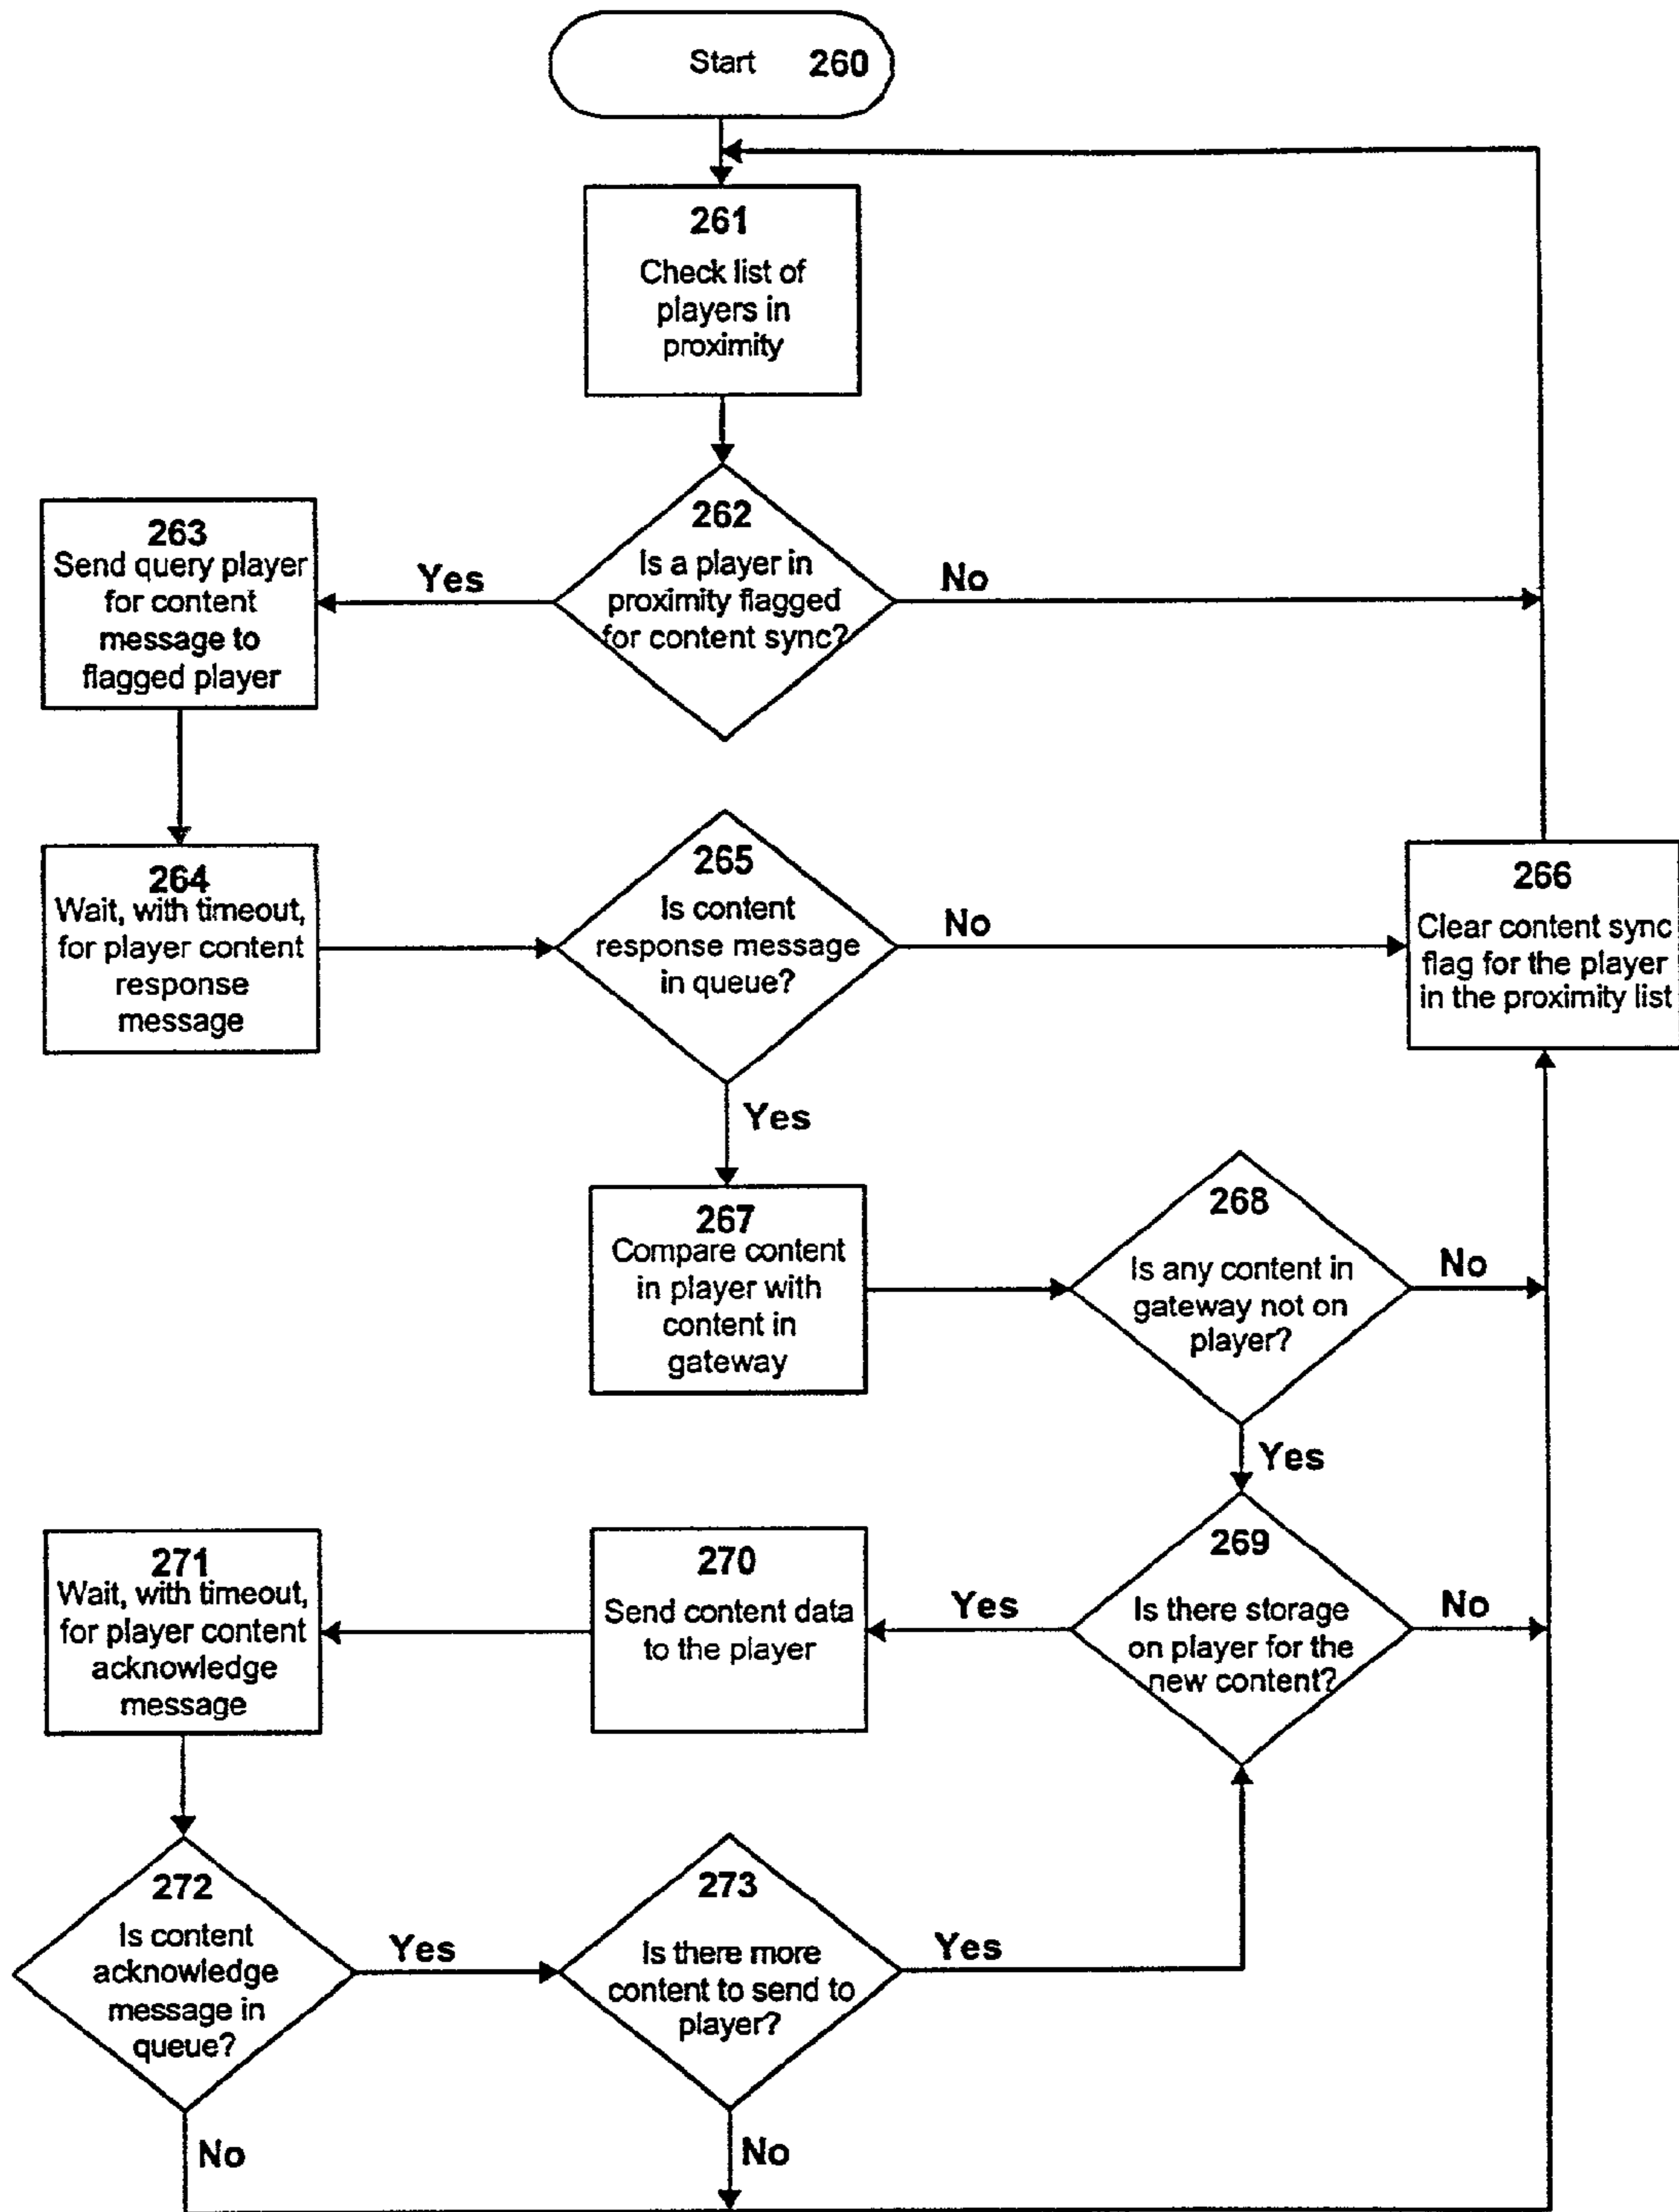 Start 260
261
Check list of
players in
proximity
262
Is a player in
proximity flagged
for content sync?
Yes
No
263
Send query player
for content
message to
flagged player
264
Wait, with timeout,
for player content
response
message
265
Is content
response message
in queue?
No
Yes
266
Clear content sync
flag for the player
in the proximity list
267
Compare content
in player with
content in
gateway
268
Is any content in
gateway not on
player?
No
Yes
269
Is there storage
on player for the
new content?
Yes
No
270
Send content data
to the player
271
Wait, with timeout,
for player content
acknowledge
message
272
Is content
acknowledge
message in
queue?
Yes
No
273
Is there more
content to send to
player?
Yes
No